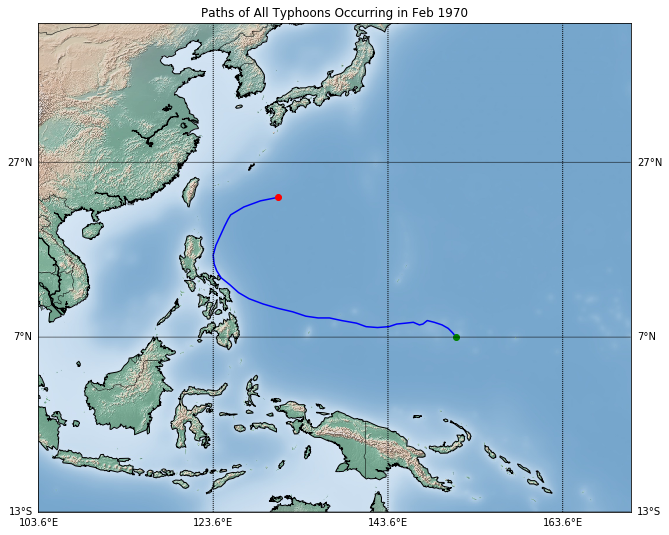 Paths of All Typhoons Occurring in Feb 1970
27°N 27°N
7°N 7°N
13°S 13°S
103.6°E 123.6°E 143.6°E 163.6°E